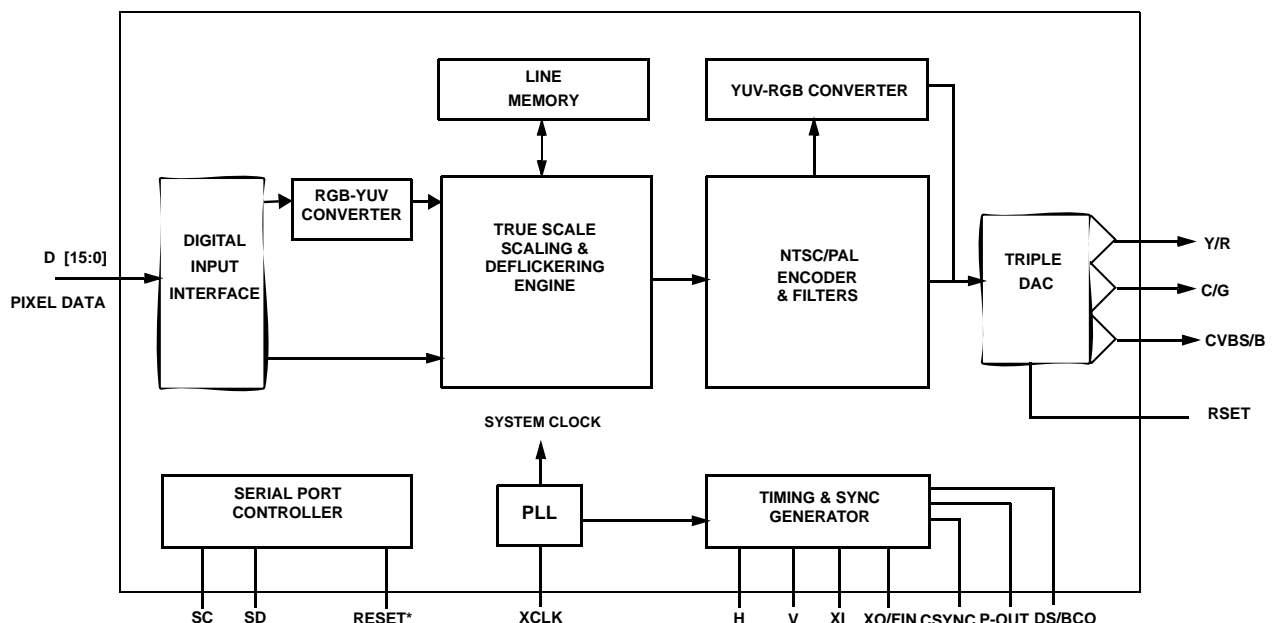 LINE
MEMORY
YUV-RGB CONVERTER
RGB-YUV
CONVERTER
TRUE SCALE
SCALING &
DEFLICKERING
ENGINE
DIGITAL
INPUT
INTERFACE
D [15:0]
PIXEL DATA
NTSC/PAL
ENCODER
& FILTERS
TRIPLE
DAC
Y/R
C/G
CVBS/B
RSET
SYSTEM CLOCK
SERIAL PORT
CONTROLLER
PLL
TIMING & SYNC
GENERATOR
SC SD RESET* XCLK H V XI XO/FIN CSYNC P-OUT DS/BCO